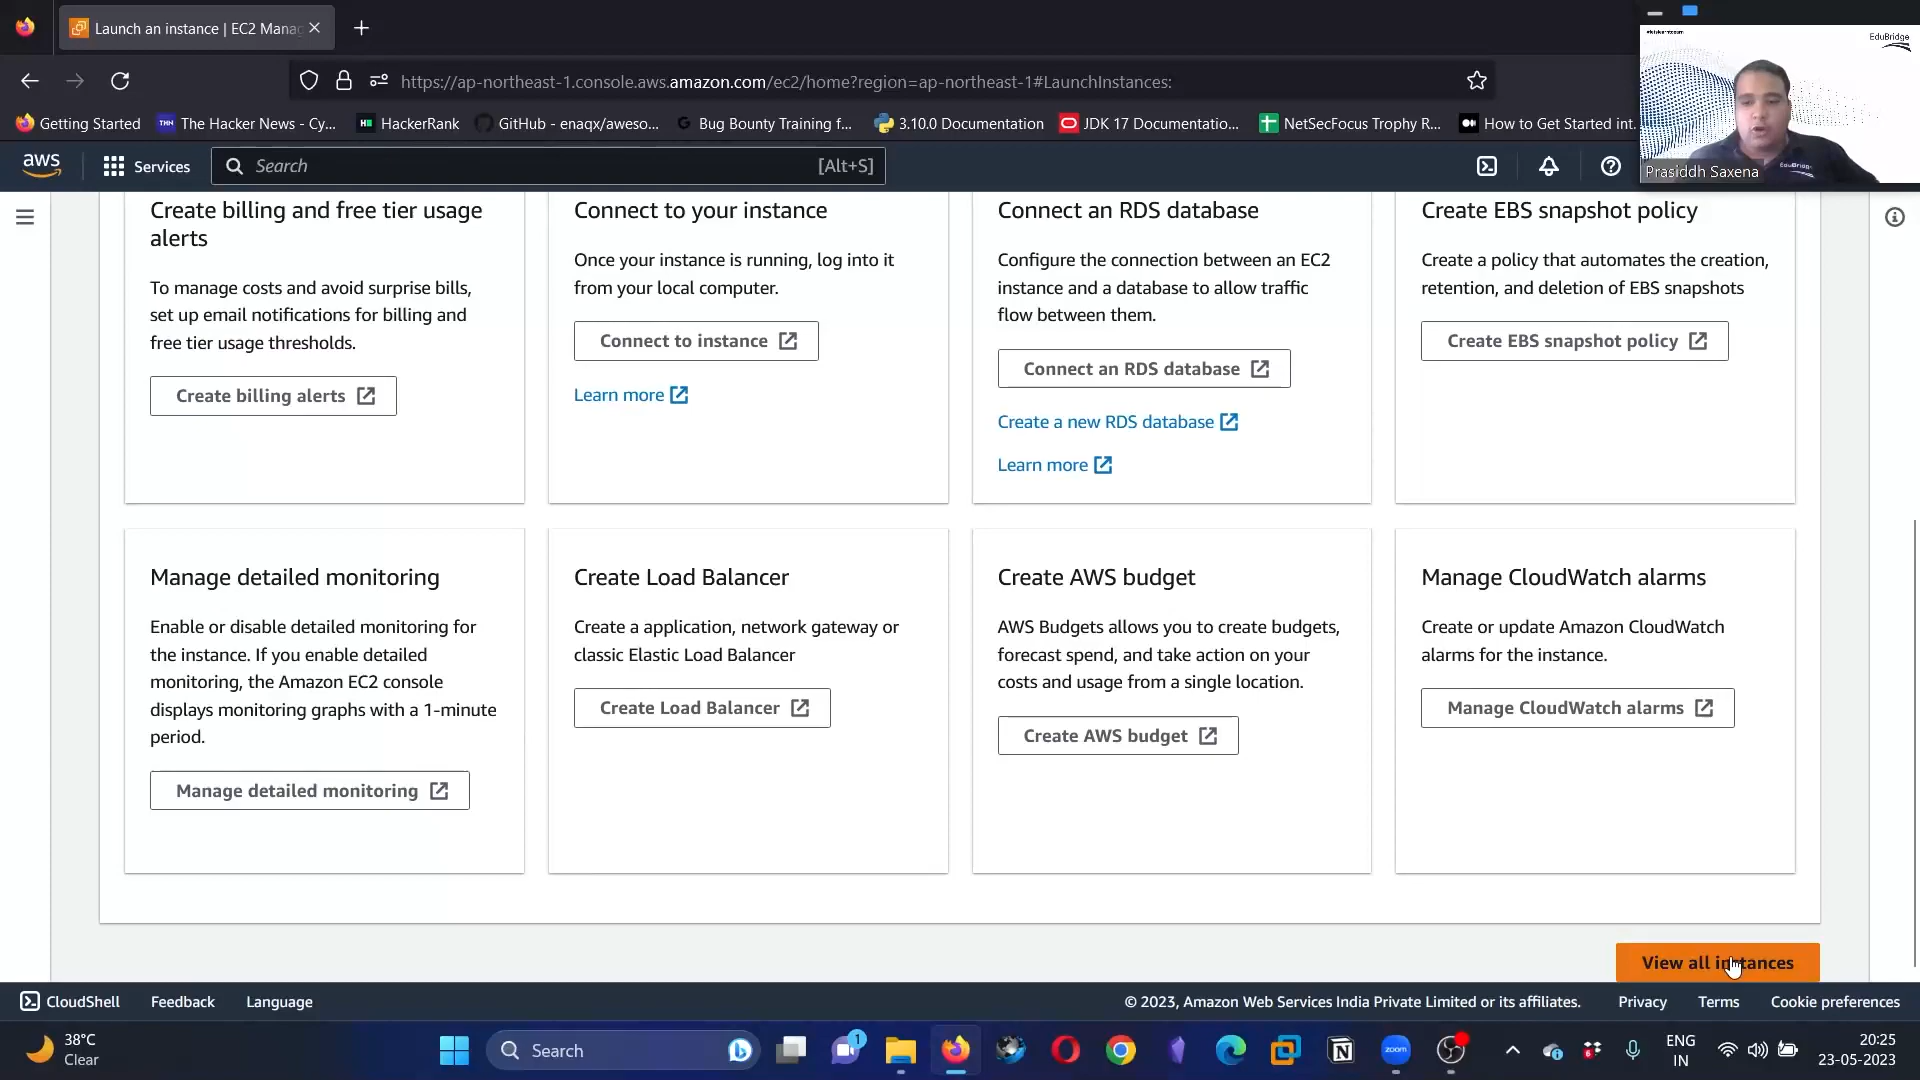 Launch an instance | EC2 Mana
https://ap-northeast-1.console.aws.amazon.com/ec2/home?region=ap-northeast-1#LaunchInstances:
Getting Started
The Hacker News - Cy...
HackerRank
GitHub - enaqx/aweso...
Bug Bounty Training f...
3.10.0 Documentation
JDK 17 Documentatio...
NetSecFocus Trophy R...
How to Get Started int.
EduBridge
EduBridge
Prasiddh Saxena
aws
Services
Search
[Alt+S]
Create billing and free tier usage
alerts
To manage costs and avoid surprise bills,
set up email notifications for billing and
free tier usage thresholds.
Create billing alerts
Connect to your instance
Once your instance is running, log into it
from your local computer.
Connect to instance
Learn more
Connect an RDS database
Configure the connection between an EC2
instance and a database to allow traffic
flow between them.
Connect an RDS database
Create a new RDS database
Learn more
Create EBS snapshot policy
Create a policy that automates the creation,
retention, and deletion of EBS snapshots
Create EBS snapshot policy
Manage detailed monitoring
Enable or disable detailed monitoring for
the instance. If you enable detailed
monitoring, the Amazon EC2 console
displays monitoring graphs with a 1-minute
period.
Manage detailed monitoring
Create Load Balancer
Create a application, network gateway or
classic Elastic Load Balancer
Create Load Balancer
Create AWS budget
AWS Budgets allows you to create budgets,
forecast spend, and take action on your
costs and usage from a single location.
Create AWS budget
Manage CloudWatch alarms
Create or update Amazon CloudWatch
alarms for the instance.
Manage CloudWatch alarms
View all instances
CloudShell
Feedback
Language
© 2023, Amazon Web Services India Private Limited or its affiliates.
Privacy
Terms
Cookie preferences
38°C
Clear
Search
1
zoom
ENG
IN
20:25
23-05-2023